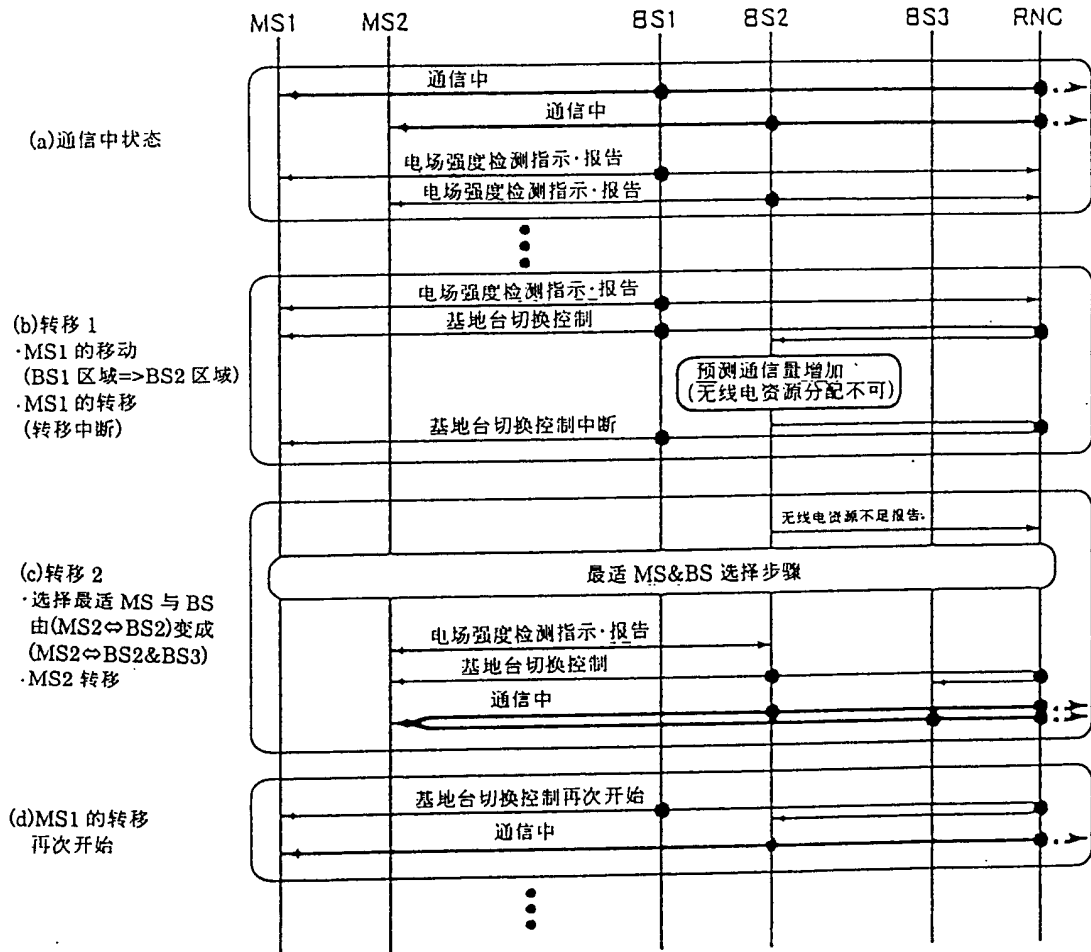 MS1 MS2 BS1 BS2 BS3 RNC
通信中
通信中
(a)通信中状态
电场强度检测指示·报告
电场强度检测指示·报告
电场强度检测指示·报告
基地台切换控制
(b)转移 1
·MS1 的移动
(BS1 区域=>BS2 区域)
·MS1 的转移
(转移中断)
预测通信量增加
(无线电资源分配不可)
基地台切换控制中断
无线电资源不足报告.
最适 MS&BS 选择步骤
(c)转移 2
·选择最适 MS 与 BS
由(MS2⇔BS2)变成
(MS2⇔BS2&BS3)
·MS2 转移
电场强度检测指示·报告
基地台切换控制
通信中
(d)MS1 的转移
再次开始
基地台切换控制再次开始
通信中